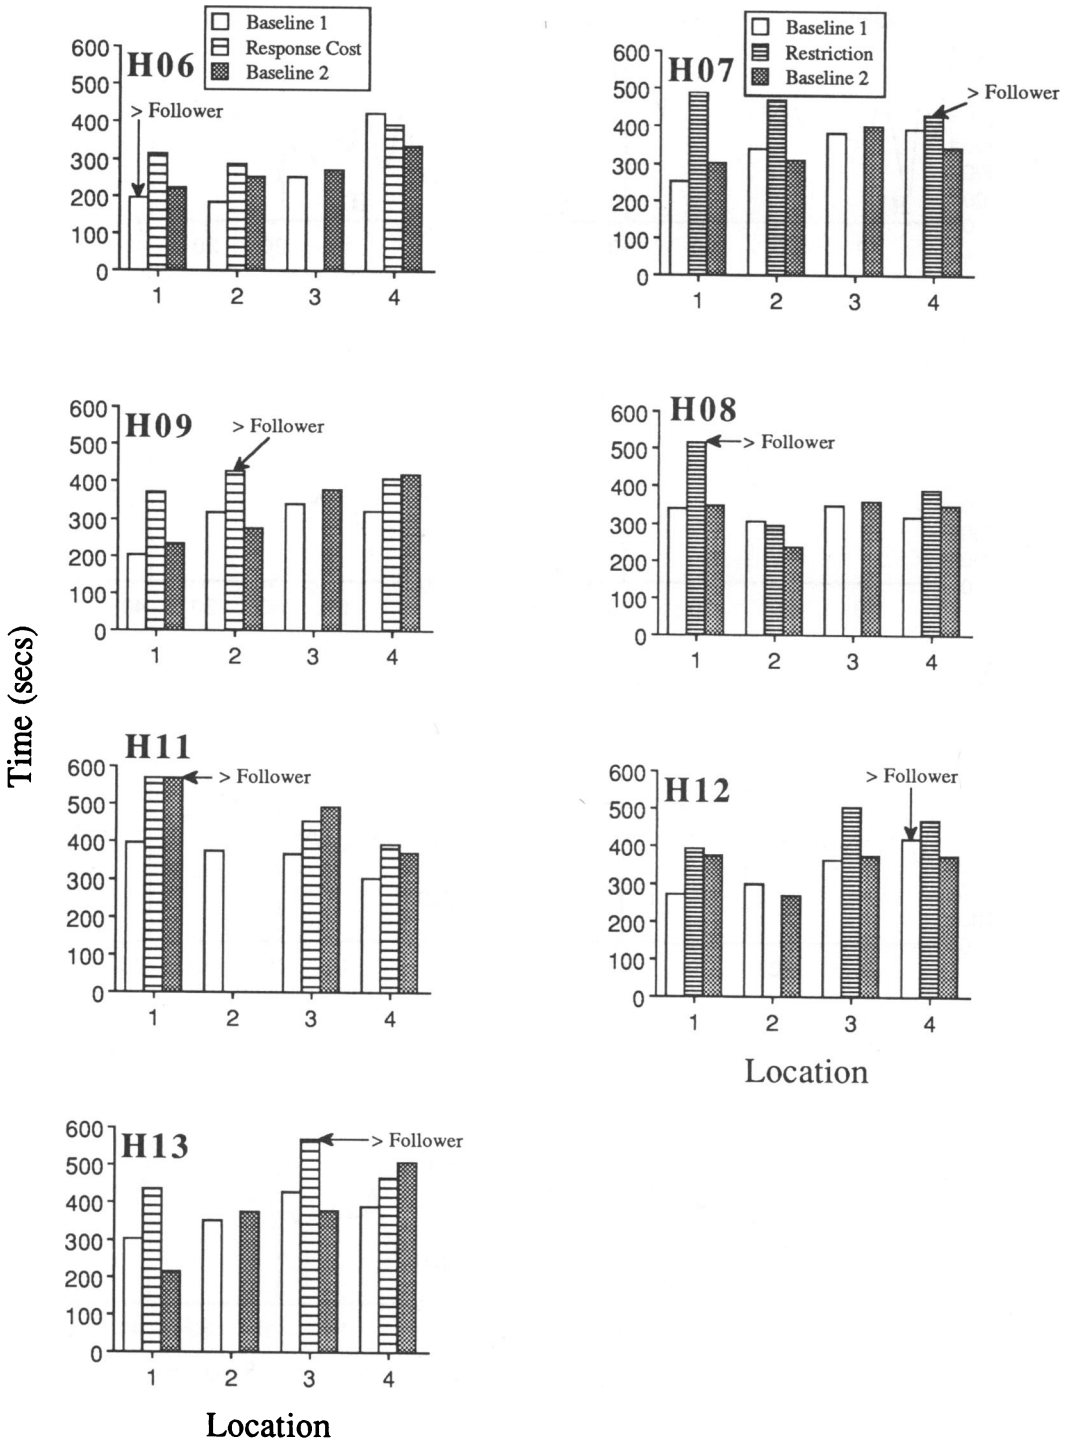 Baseline 1
Response Cost
Baseline 2
H06
> Follower
600
500
400
300
200
100
0
1 2 3 4
Baseline 1
Restriction
Baseline 2
H07
> Follower
600
500
400
300
200
100
0
1 2 3 4
H09
> Follower
600
500
400
300
200
100
0
1 2 3 4
H08
> Follower
600
500
400
300
200
100
0
1 2 3 4
Time (secs)
H11
> Follower
600
500
400
300
200
100
0
1 2 3 4
H12
> Follower
600
500
400
300
200
100
0
1 2 3 4
Location
H13
> Follower
600
500
400
300
200
100
0
1 2 3 4
Location